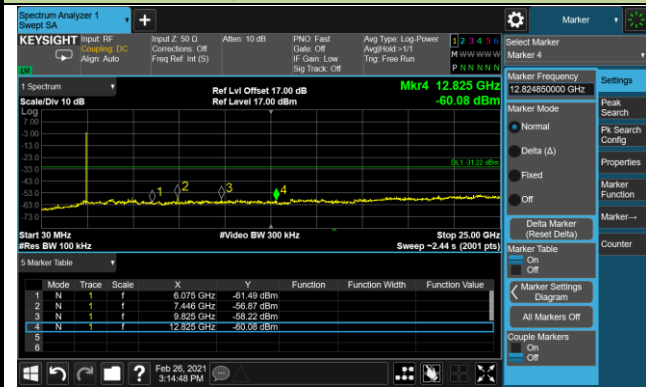 Spectrum Analyzer 1
Swept SA
+
Marker
KEYSIGHT
Input: RF
Coupling: DC
Align: Auto
Input Z: 50 Ω
Corrections: Off
Freq Ref: Int (S)
Atten: 10 dB
PNO: Fast
Gate: Off
IF Gain: Low
Sig Track: Off
Avg Type: Log-Power
Avg|Hold:>1/1
Trig: Free Run
1 2 3 4 5 6
M W W W W W
P N N N N N
LW
Select Marker
Marker 4
1 Spectrum
Scale/Div 10 dB
Log
Ref Lvl Offset 17.00 dB
Ref Level 17.00 dBm
Mkr4 12.825 GHz
-60.08 dBm
7.00
-3.00
-13.0
-23.0
-33.0
-43.0
-53.0
-63.0
-73.0
DL1 -31.22 dBm
1
2
3
4
Start 30 MHz
#Res BW 100 kHz
#Video BW 300 kHz
Stop 25.00 GHz
Sweep ~2.44 s (2001 pts)
Marker Frequency
12.824850000 GHz
Marker Mode
Normal
Delta (Δ)
Fixed
Off
Delta Marker
(Reset Delta)
Marker Table
On
Off
Marker Settings
Diagram
All Markers Off
Couple Markers
On
Off
Settings
Peak
Search
Pk Search
Config
Properties
Marker
Function
Marker→
Counter
5 Marker Table
Mode Trace Scale X Y Function Function Width Function Value
1 N 1 f 6.075 GHz -61.49 dBm
2 N 1 f 7.446 GHz -56.87 dBm
3 N 1 f 9.825 GHz -58.22 dBm
4 N 1 f 12.825 GHz -60.08 dBm
5
6
?
Feb 26, 2021
3:14:48 PM